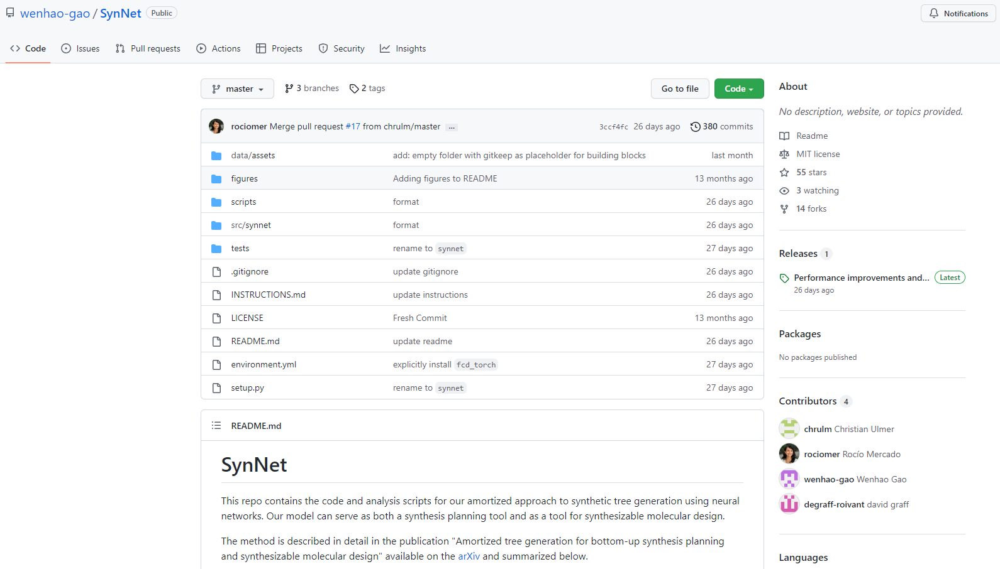 wenhao-gao / SynNet Public
Notifications
Code Issues Pull requests Actions Projects Security Insights
master 3 branches 2 tags Go to file Code
rociomer Merge pull request #17 from chrulm/master ... 3ccf4fc 26 days ago 380 commits
data/assets add: empty folder with gitkeep as placeholder for building blocks last month
figures Adding figures to README 13 months ago
scripts format 26 days ago
src/synnet format 26 days ago
tests rename to synnet 27 days ago
.gitignore update gitignore 26 days ago
INSTRUCTIONS.md update instructions 26 days ago
LICENSE Fresh Commit 13 months ago
README.md update readme 26 days ago
environment.yml explicitly install fcd_torch 27 days ago
setup.py rename to synnet 27 days ago
README.md
SynNet
This repo contains the code and analysis scripts for our amortized approach to synthetic tree generation using neural
networks. Our model can serve as both a synthesis planning tool and as a tool for synthesizable molecular design.
The method is described in detail in the publication "Amortized tree generation for bottom-up synthesis planning
and synthesizable molecular design" available on the arXiv and summarized below.
About
No description, website, or topics provided.
Readme
MIT license
55 stars
3 watching
14 forks
Releases 1
Performance improvements and... Latest
26 days ago
Packages
No packages published
Contributors 4
chrulm Christian Ulmer
rociomer Rocío Mercado
wenhao-gao Wenhao Gao
degraff-roivant david graff
Languages